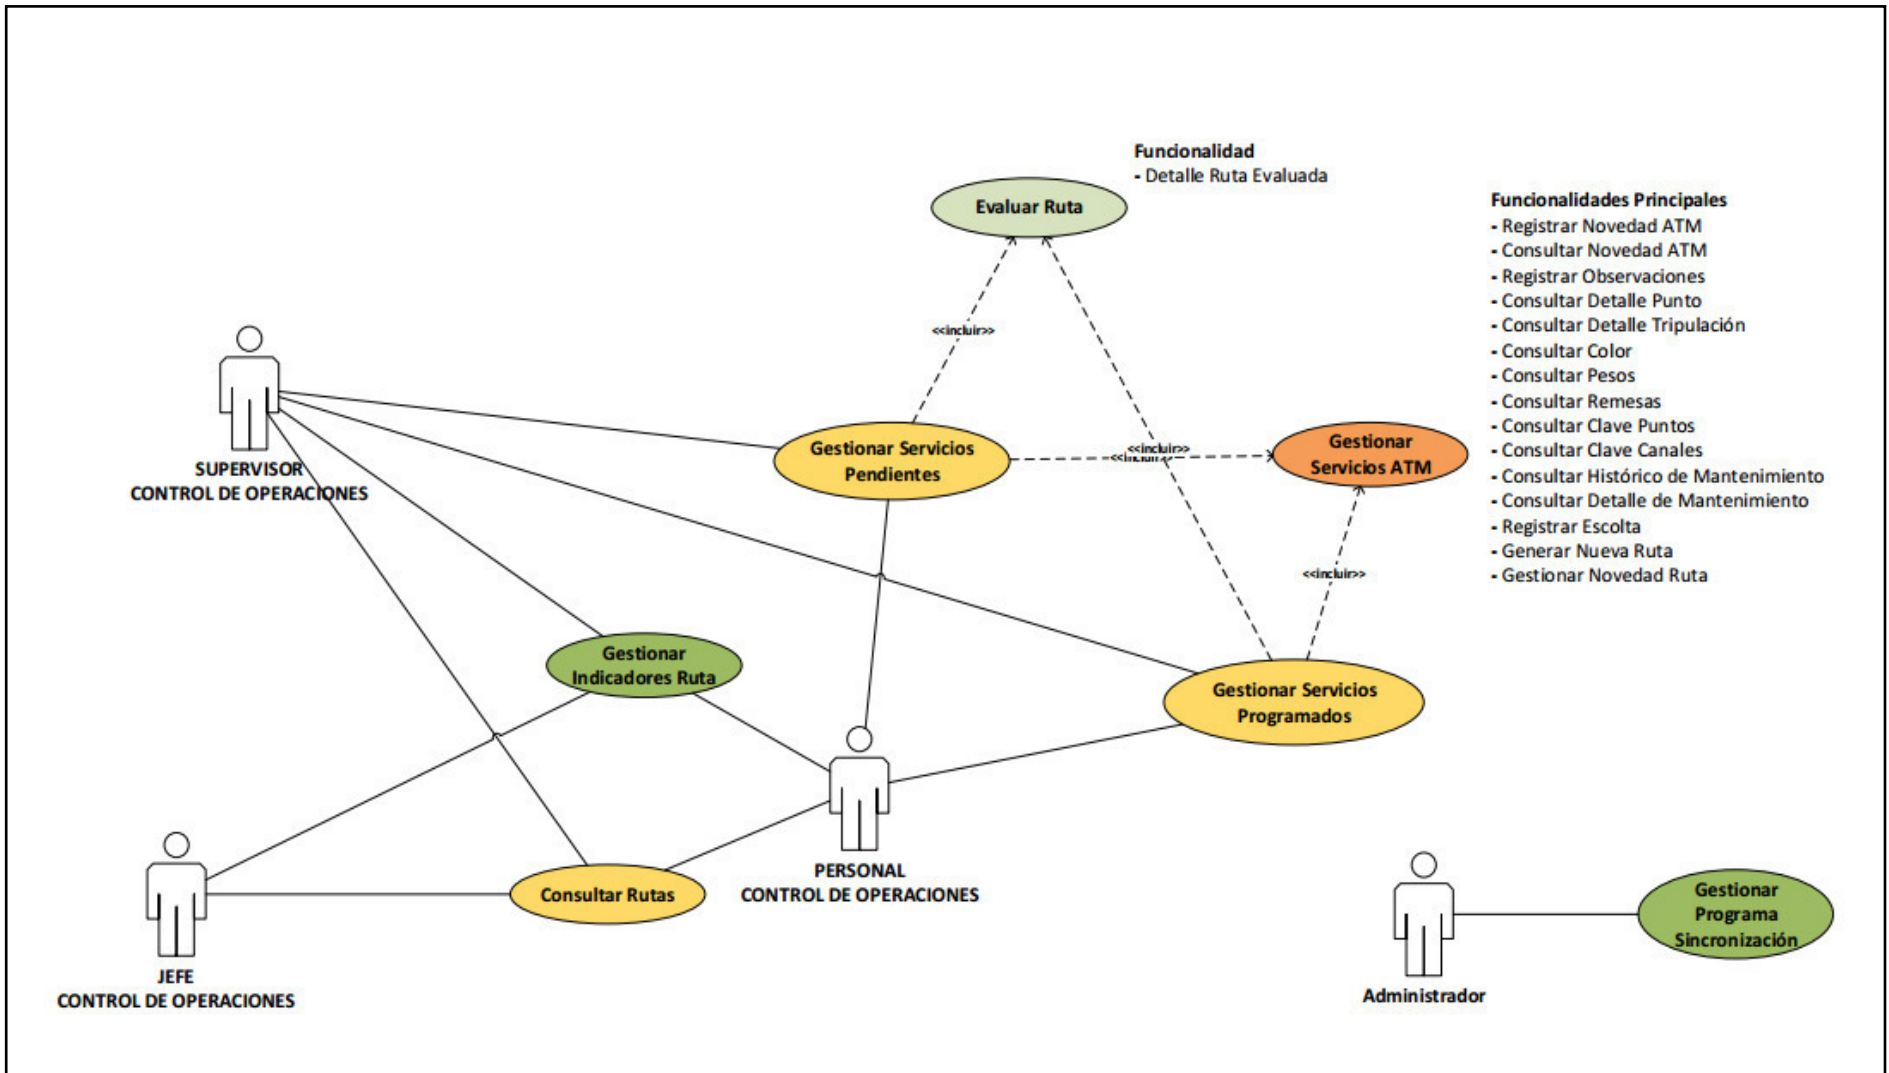 Funcionalidad
- Detalle Ruta Evaluada
Evaluar Ruta
Funcionalidades Principales
- Registrar Novedad ATM
- Consultar Novedad ATM
- Registrar Observaciones
- Consultar Detalle Punto
- Consultar Detalle Tripulación
- Consultar Color
- Consultar Pesos
- Consultar Remesas
- Consultar Clave Puntos
- Consultar Clave Canales
- Consultar Histórico de Mantenimiento
- Consultar Detalle de Mantenimiento
- Registrar Escolta
- Generar Nueva Ruta
- Gestionar Novedad Ruta
<<incluir>>
SUPERVISOR
CONTROL DE OPERACIONES
Gestionar Servicios
Pendientes
<<incluir>>
<<incluir>>
Gestionar
Servicios ATM
<<incluir>>
Gestionar
Indicadores Ruta
Gestionar Servicios
Programados
PERSONAL
CONTROL DE OPERACIONES
Consultar Rutas
JEFE
CONTROL DE OPERACIONES
Gestionar
Programa
Sincronización
Administrador